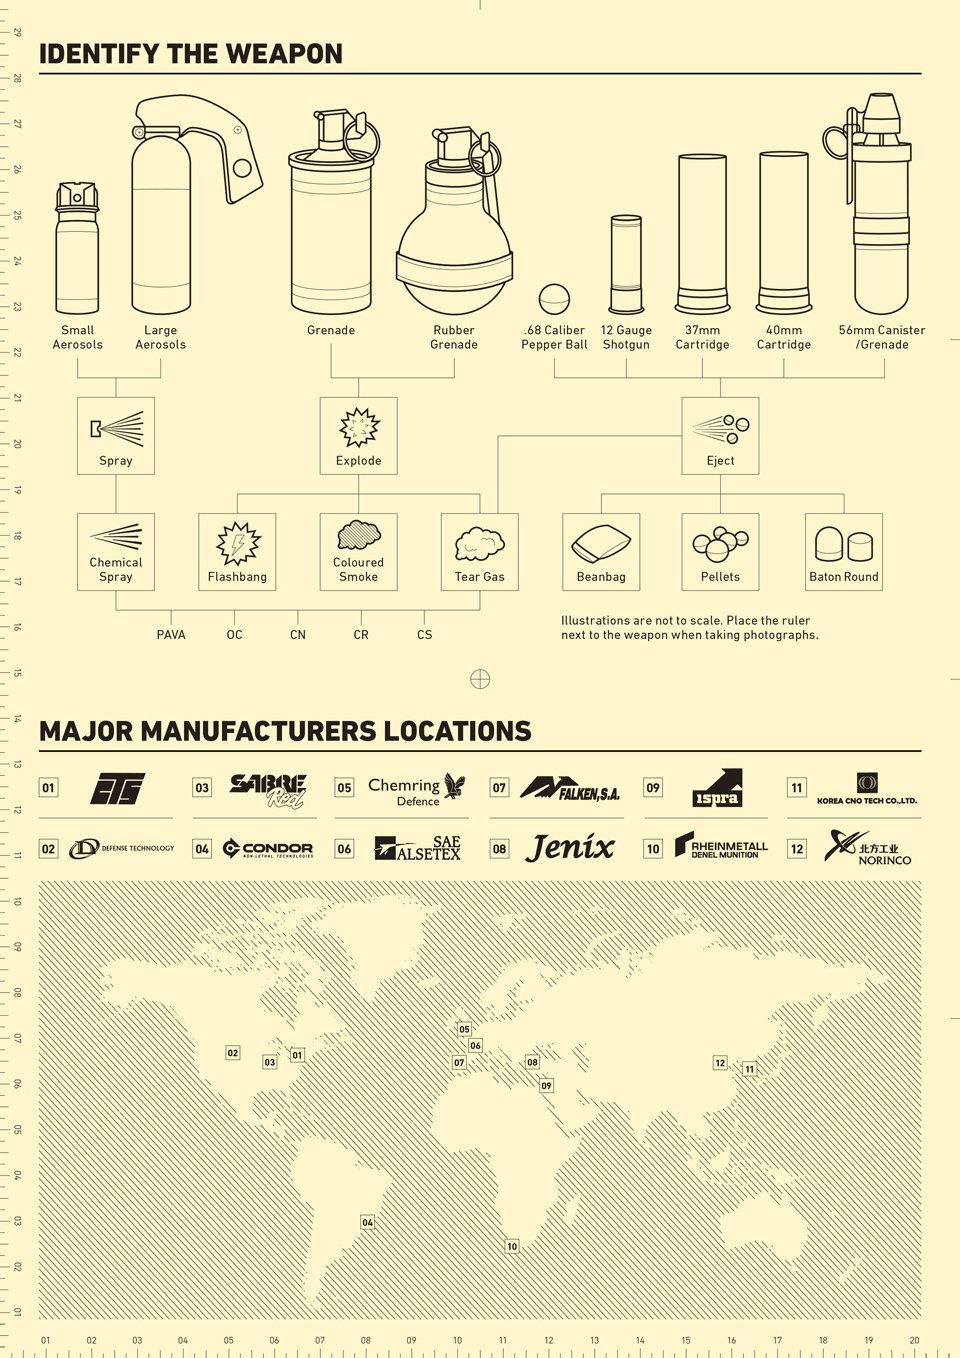 IDENTIFY THE WEAPON
Small
Aerosols
Large
Aerosols
Grenade
Rubber
Grenade
.68 Caliber
Pepper Ball
12 Gauge
Shotgun
37mm
Cartridge
40mm
Cartridge
56mm Canister
/Grenade
Spray
Explode
Eject
Chemical
Spray
Flashbang
Coloured
Smoke
Tear Gas
Beanbag
Pellets
Baton Round
PAVA OC CN CR CS
Illustrations are not to scale. Place the ruler
next to the weapon when taking photographs.
MAJOR MANUFACTURERS LOCATIONS
01 CTS
03 SABRE Red
05 Chemring
Defence
07 FALKEN,S.A.
09 ispra
11 KOREA CNO TECH CO.,LTD.
02 D DEFENSE TECHNOLOGY
04 CONDOR
NON-LETHAL TECHNOLOGIES
06 SAE
ALSETEX
08 Jenix
10 RHEINMETALL
DENEL MUNITION
12 北方工业
NORINCO
05
06
02
03
01
07
08
09
12
11
04
10
29
28
27
26
25
24
23
22
21
20
19
18
17
16
15
14
13
12
11
10
09
08
07
06
05
04
03
02
01
01 02 03 04 05 06 07 08 09 10 11 12 13 14 15 16 17 18 19 20